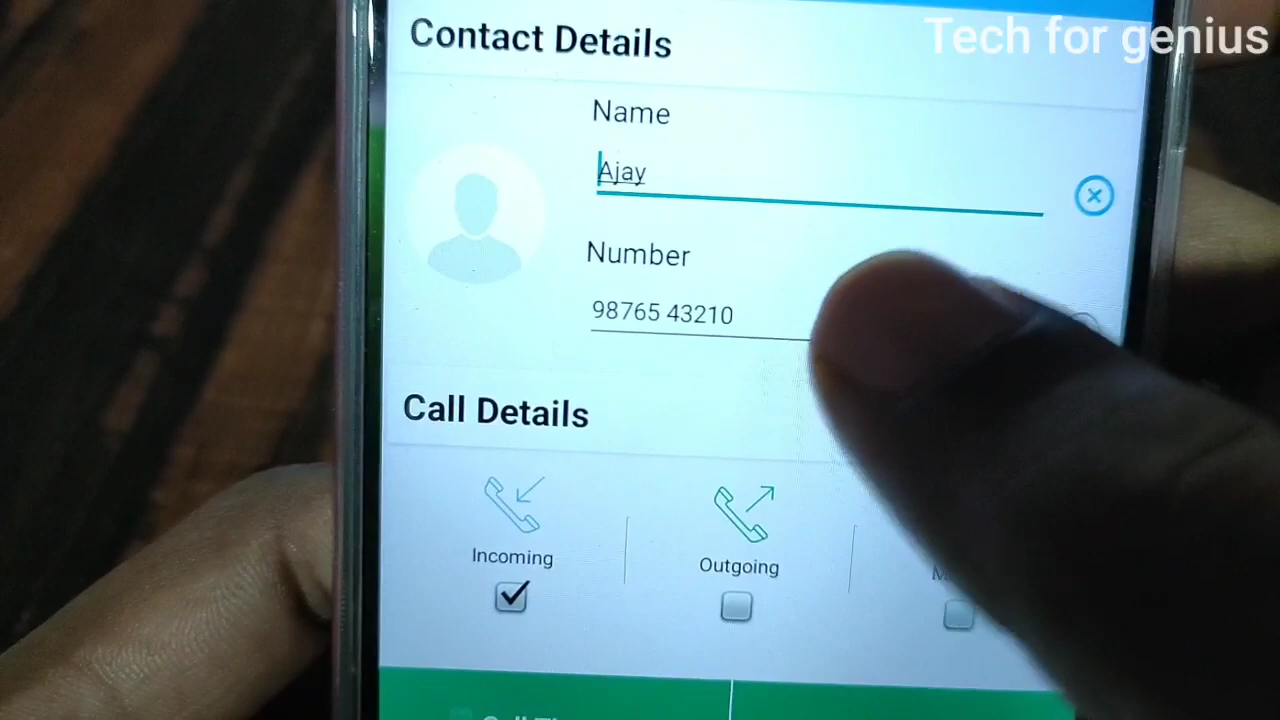 Tech for genius
Contact Details
Name
Ajay
Number
98765 43210
Call Details
Incoming
Outgoing